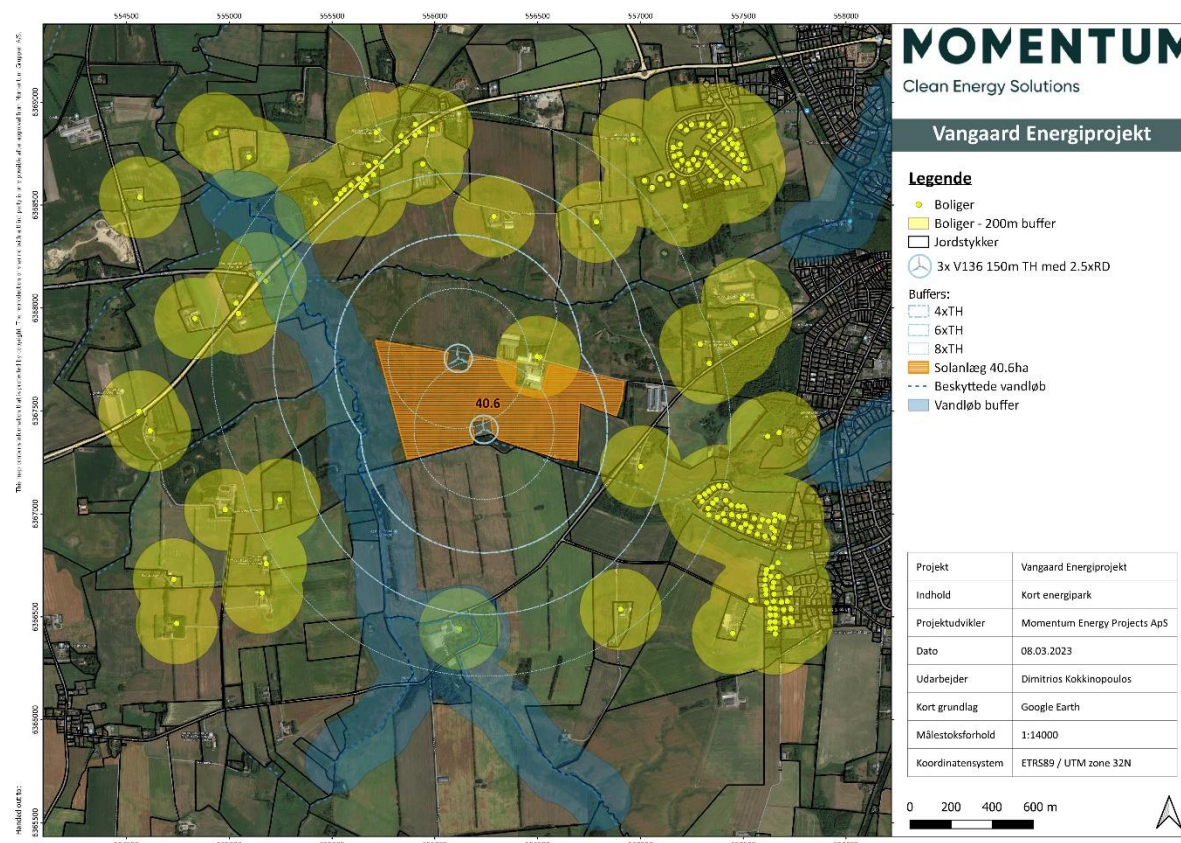 554500 555000 555500 556000 556500 557000 557500 558000
6369000
6368500
6368000
6367500
6367000
6366500
6366000
6365500
40.6
Handed out to:
MOMENTUM
Clean Energy Solutions
Vangaard Energiprojekt
Legende
Boliger
Boliger - 200m buffer
Jordstykker
3x V136 150m TH med 2.5xRD
Buffers:
4xTH
6xTH
8xTH
Solanlæg 40.6ha
Beskyttede vandløb
Vandløb buffer
Projekt Vangaard Energiprojekt
Indhold Kort energipark
Projektudvikler Momentum Energy Projects ApS
Dato 08.03.2023
Udarbejder Dimitrios Kokkinopoulos
Kort grundlag Google Earth
Målestoksforhold 1:14000
Koordinatensystem ETRS89 / UTM zone 32N
0 200 400 600 m